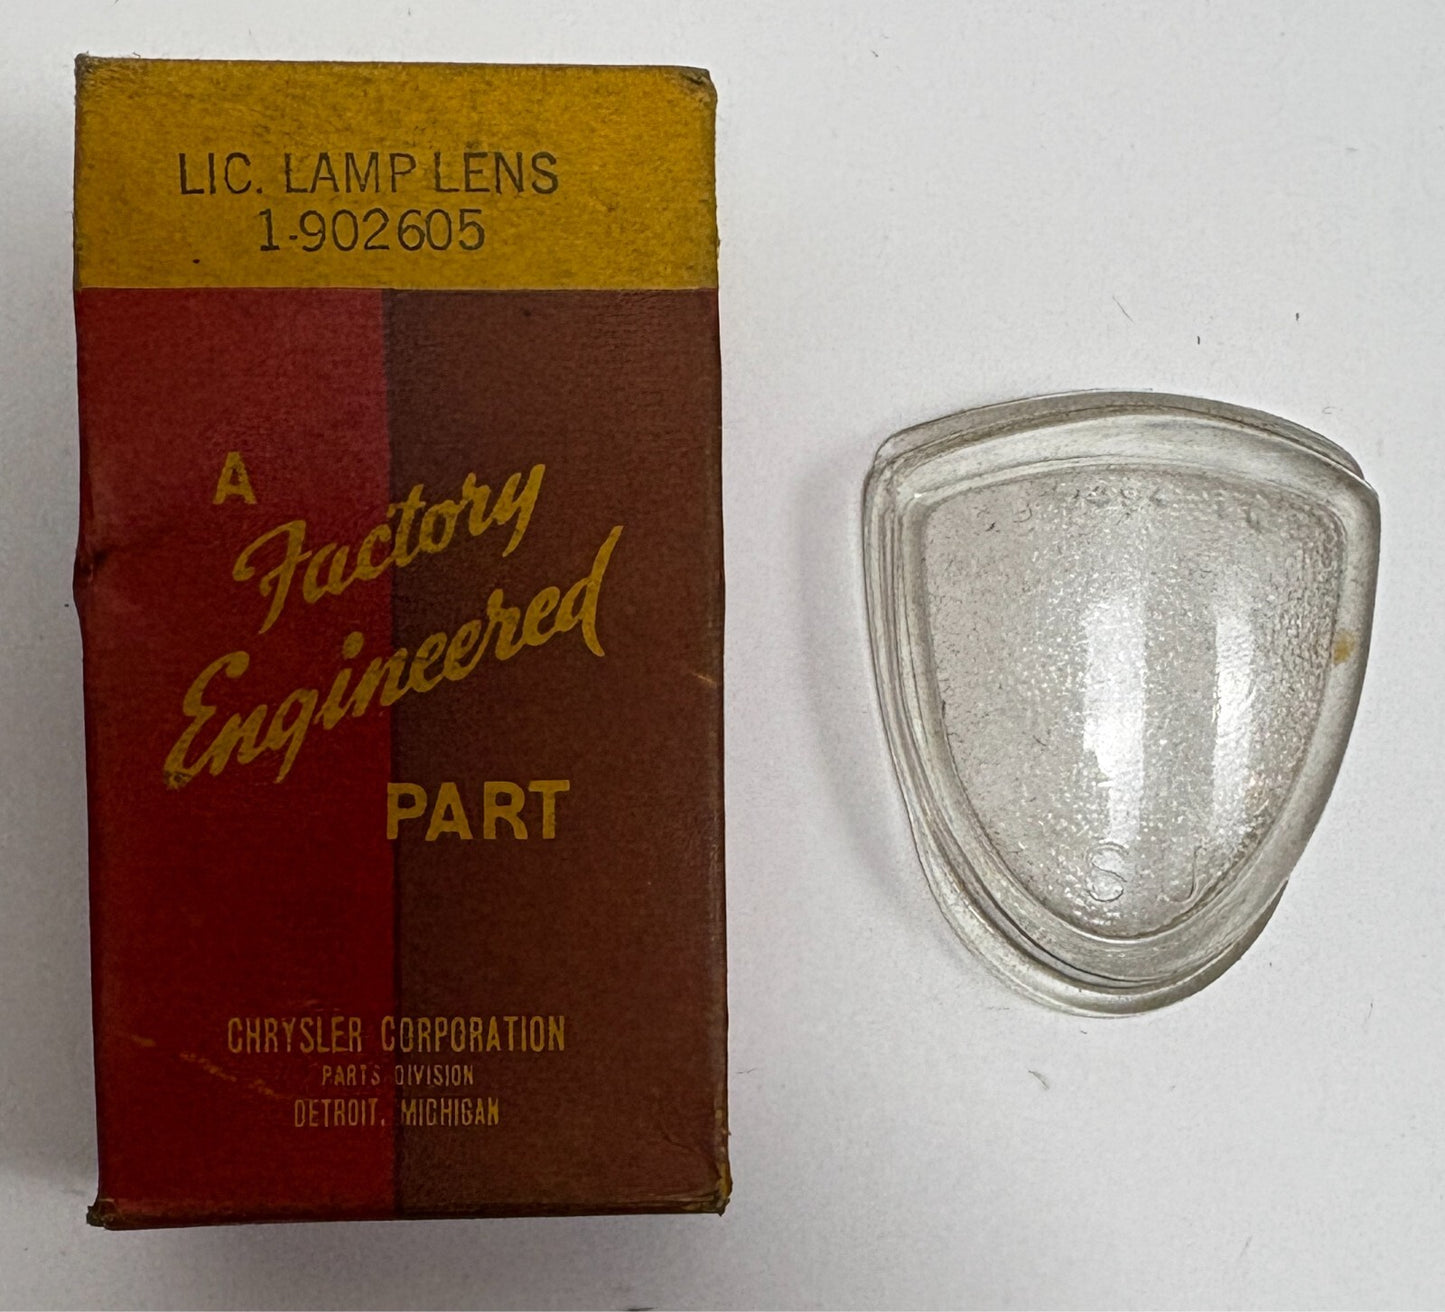 LIC. LAMP LENS
1-902605
A
Factory
Engineered
PART
CHRYSLER CORPORATION
PARTS DIVISION
DETROIT, MICHIGAN